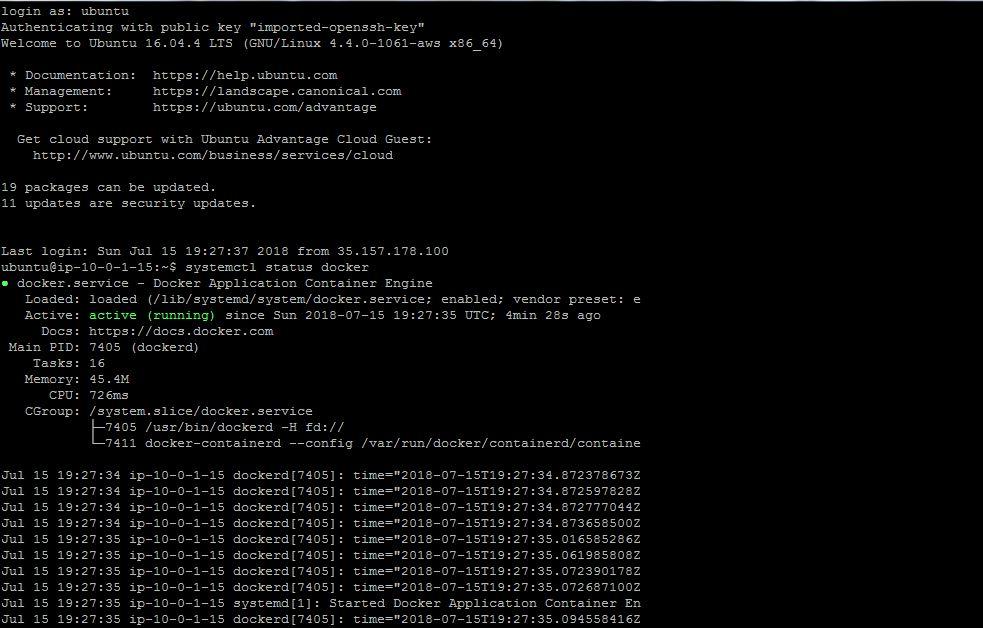 login as: ubuntu
Authenticating with public key "imported-openssh-key"
Welcome to Ubuntu 16.04.4 LTS (GNU/Linux 4.4.0-1061-aws x86_64)
* Documentation:  https://help.ubuntu.com
* Management:     https://landscape.canonical.com
* Support:        https://ubuntu.com/advantage
Get cloud support with Ubuntu Advantage Cloud Guest:
http://www.ubuntu.com/business/services/cloud
19 packages can be updated.
11 updates are security updates.
Last login: Sun Jul 15 19:27:37 2018 from 35.157.178.100
ubuntu@ip-10-0-1-15:~$ systemctl status docker
● docker.service - Docker Application Container Engine
Loaded: loaded (/lib/systemd/system/docker.service; enabled; vendor preset: e
Active: active (running) since Sun 2018-07-15 19:27:35 UTC; 4min 28s ago
Docs: https://docs.docker.com
Main PID: 7405 (dockerd)
Tasks: 16
Memory: 45.4M
CPU: 726ms
CGroup: /system.slice/docker.service
├─7405 /usr/bin/dockerd -H fd://
└─7411 docker-containerd --config /var/run/docker/containerd/containe
Jul 15 19:27:34 ip-10-0-1-15 dockerd[7405]: time="2018-07-15T19:27:34.872378673Z
Jul 15 19:27:34 ip-10-0-1-15 dockerd[7405]: time="2018-07-15T19:27:34.872597828Z
Jul 15 19:27:34 ip-10-0-1-15 dockerd[7405]: time="2018-07-15T19:27:34.872777044Z
Jul 15 19:27:34 ip-10-0-1-15 dockerd[7405]: time="2018-07-15T19:27:34.873658500Z
Jul 15 19:27:35 ip-10-0-1-15 dockerd[7405]: time="2018-07-15T19:27:35.016585286Z
Jul 15 19:27:35 ip-10-0-1-15 dockerd[7405]: time="2018-07-15T19:27:35.061985808Z
Jul 15 19:27:35 ip-10-0-1-15 dockerd[7405]: time="2018-07-15T19:27:35.072390178Z
Jul 15 19:27:35 ip-10-0-1-15 dockerd[7405]: time="2018-07-15T19:27:35.072687100Z
Jul 15 19:27:35 ip-10-0-1-15 systemd[1]: Started Docker Application Container En
Jul 15 19:27:35 ip-10-0-1-15 dockerd[7405]: time="2018-07-15T19:27:35.094558416Z